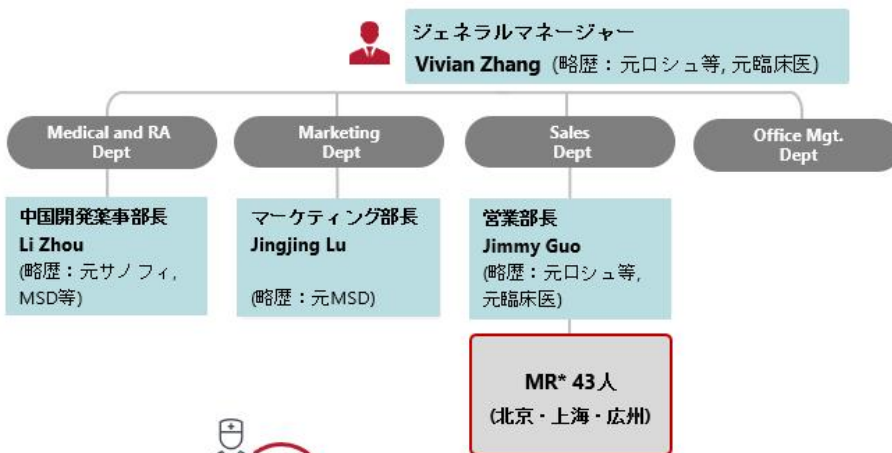 ジェネラルマネージャー
Vivian Zhang (略歴：元ロシュ等, 元臨床医)
Medical and RA
Dept
Marketing
Dept
Sales
Dept
Office Mgt.
Dept
中国開発薬事部長
Li Zhou
(略歴：元サノフィ,
MSD等)
マーケティング部長
Jingjing Lu
(略歴：元MSD)
営業部長
Jimmy Guo
(略歴：元ロシュ等,
元臨床医)
MR* 43人
(北京・上海・広州)